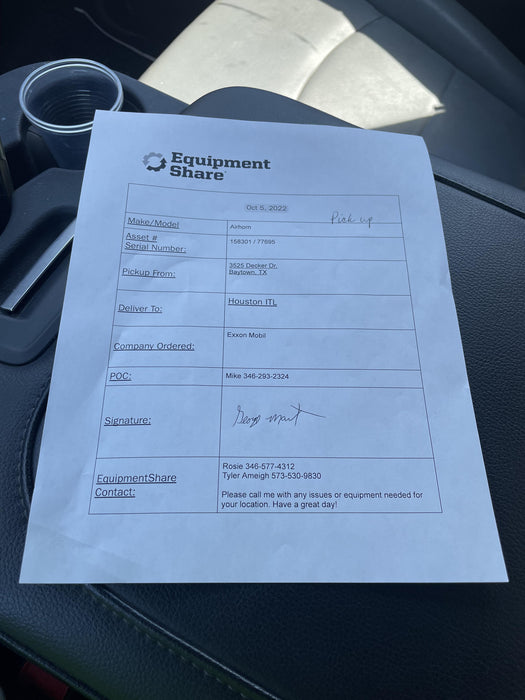 Equipment
Share
Oct 5, 2022
Pick up
Make/Model
Airhorn
Asset #
Serial Number:
158301 / 77695
Pickup From:
3525 Decker Dr.
Baytown, TX
Deliver To:
Houston ITL
Company Ordered:
Exxon Mobil
POC:
Mike 346-293-2324
Signature:
EquipmentShare
Contact:
Rosie 346-577-4312
Tyler Ameigh 573-530-9830
Please call me with any issues or equipment needed for
your location. Have a great day!